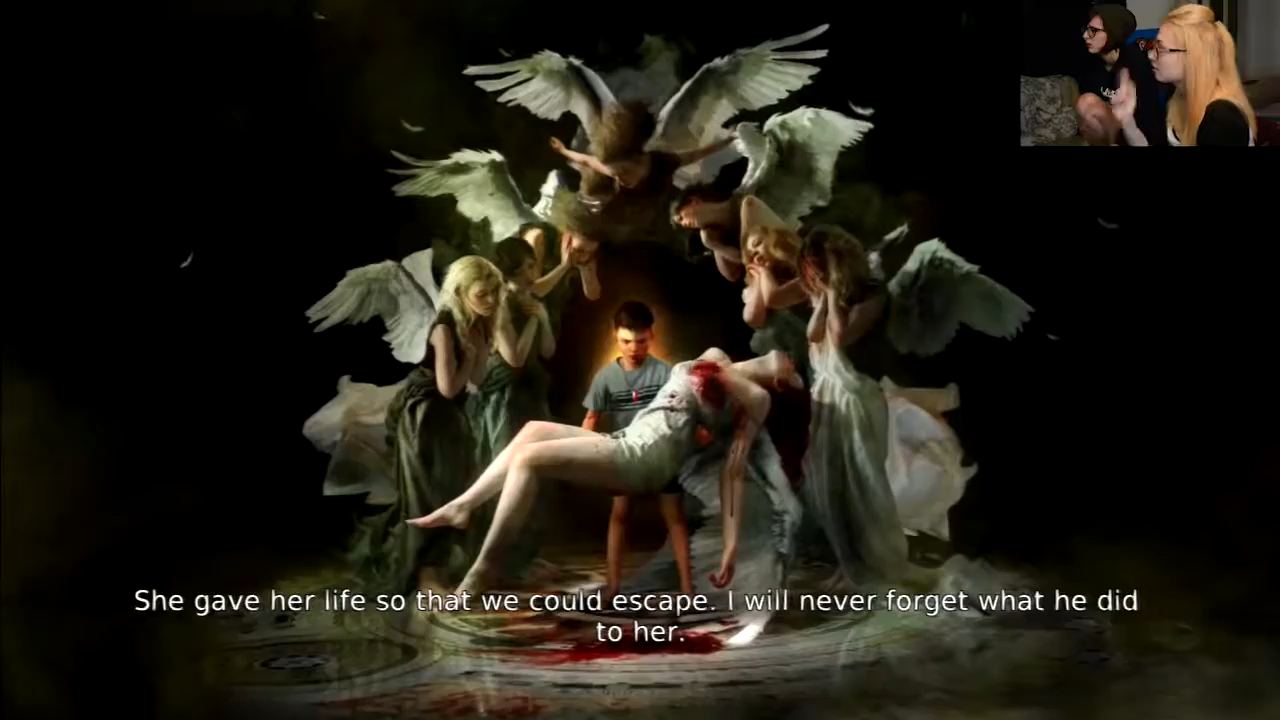 She gave her life so that we could escape. I will never forget what he did
to her.